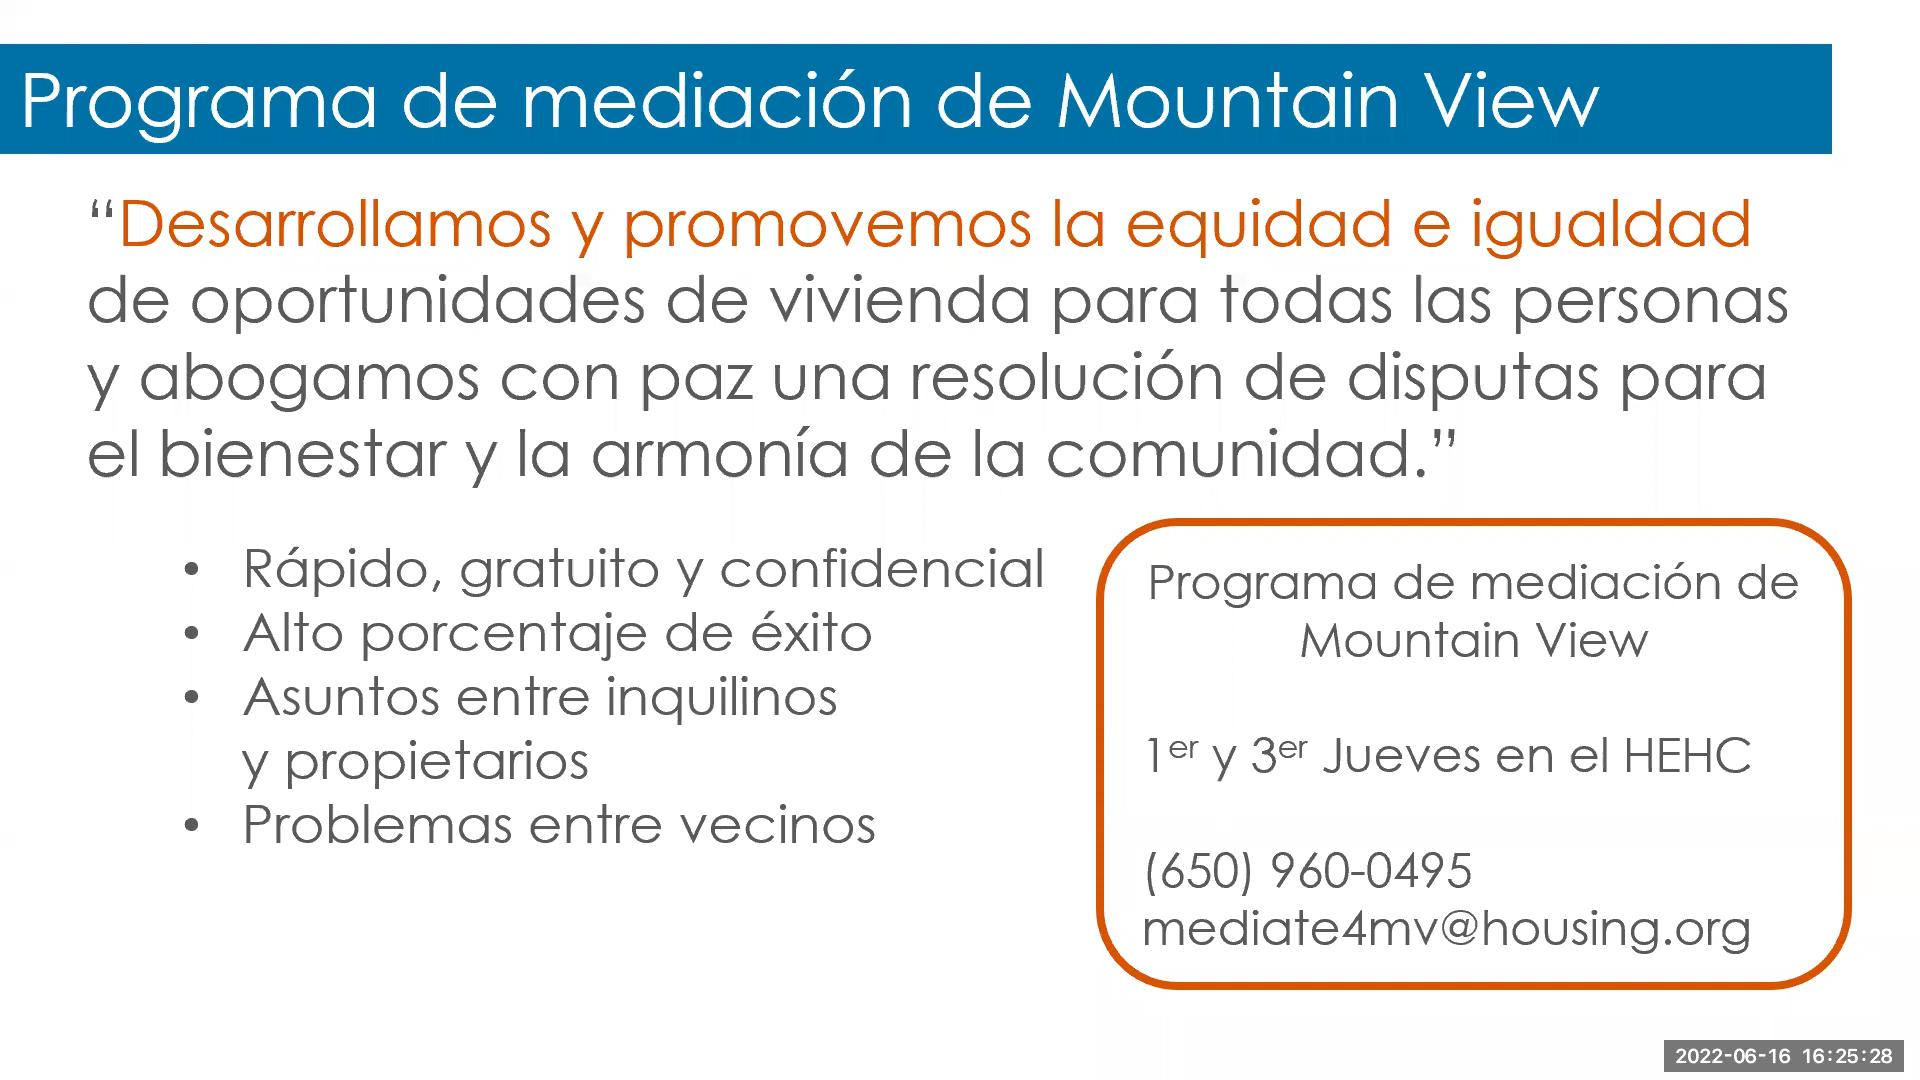 Programa de mediación de Mountain View
“Desarrollamos y promovemos la equidad e igualdad
de oportunidades de vivienda para todas las personas
y abogamos con paz una resolución de disputas para
el bienestar y la armonía de la comunidad.”
• Rápido, gratuito y confidencial
• Alto porcentaje de éxito
• Asuntos entre inquilinos
y propietarios
• Problemas entre vecinos
Programa de mediación de
Mountain View
1er y 3er Jueves en el HEHC
(650) 960-0495
mediate4mv@housing.org
2022-06-16 16:25:28